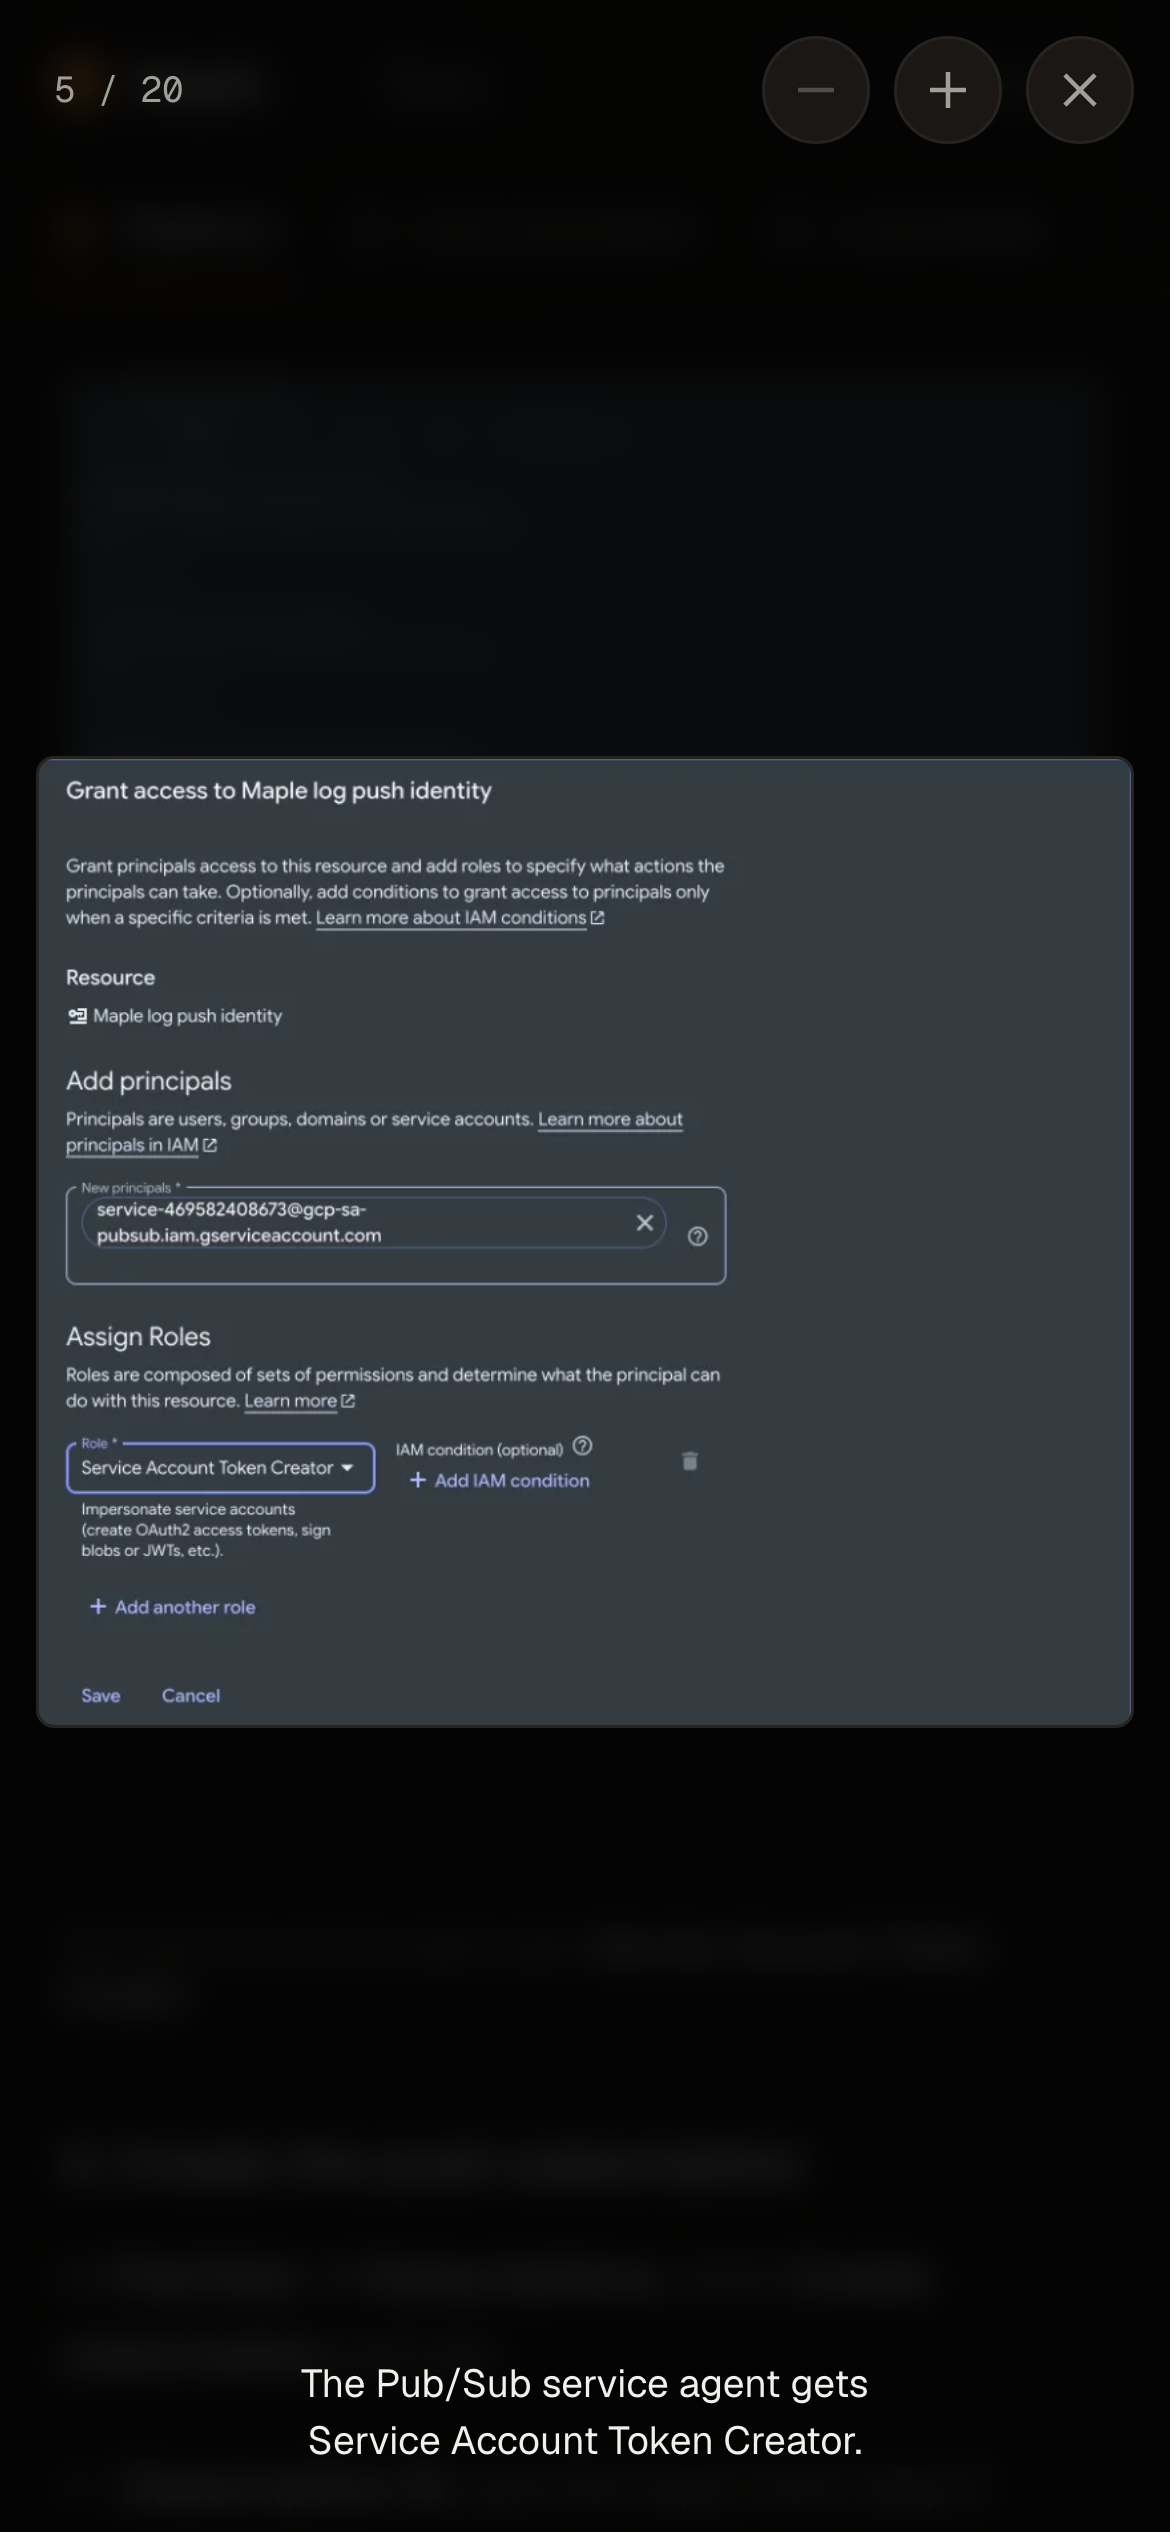 5 / 20
Grant access to Maple log push identity
Grant principals access to this resource and add roles to specify what actions the
principals can take. Optionally, add conditions to grant access to principals only
when a specific criteria is met. Learn more about IAM conditions
Resource
Maple log push identity
Add principals
Principals are users, groups, domains or service accounts. Learn more about
principals in IAM
New principals *
service-469582408673@gcp-sa-
pubsub.iam.gserviceaccount.com
Assign Roles
Roles are composed of sets of permissions and determine what the principal can
do with this resource. Learn more
Role *
Service Account Token Creator
IAM condition (optional)
+ Add IAM condition
Impersonate service accounts
(create OAuth2 access tokens, sign
blobs or JWTs, etc.).
+ Add another role
Save Cancel
The Pub/Sub service agent gets
Service Account Token Creator.